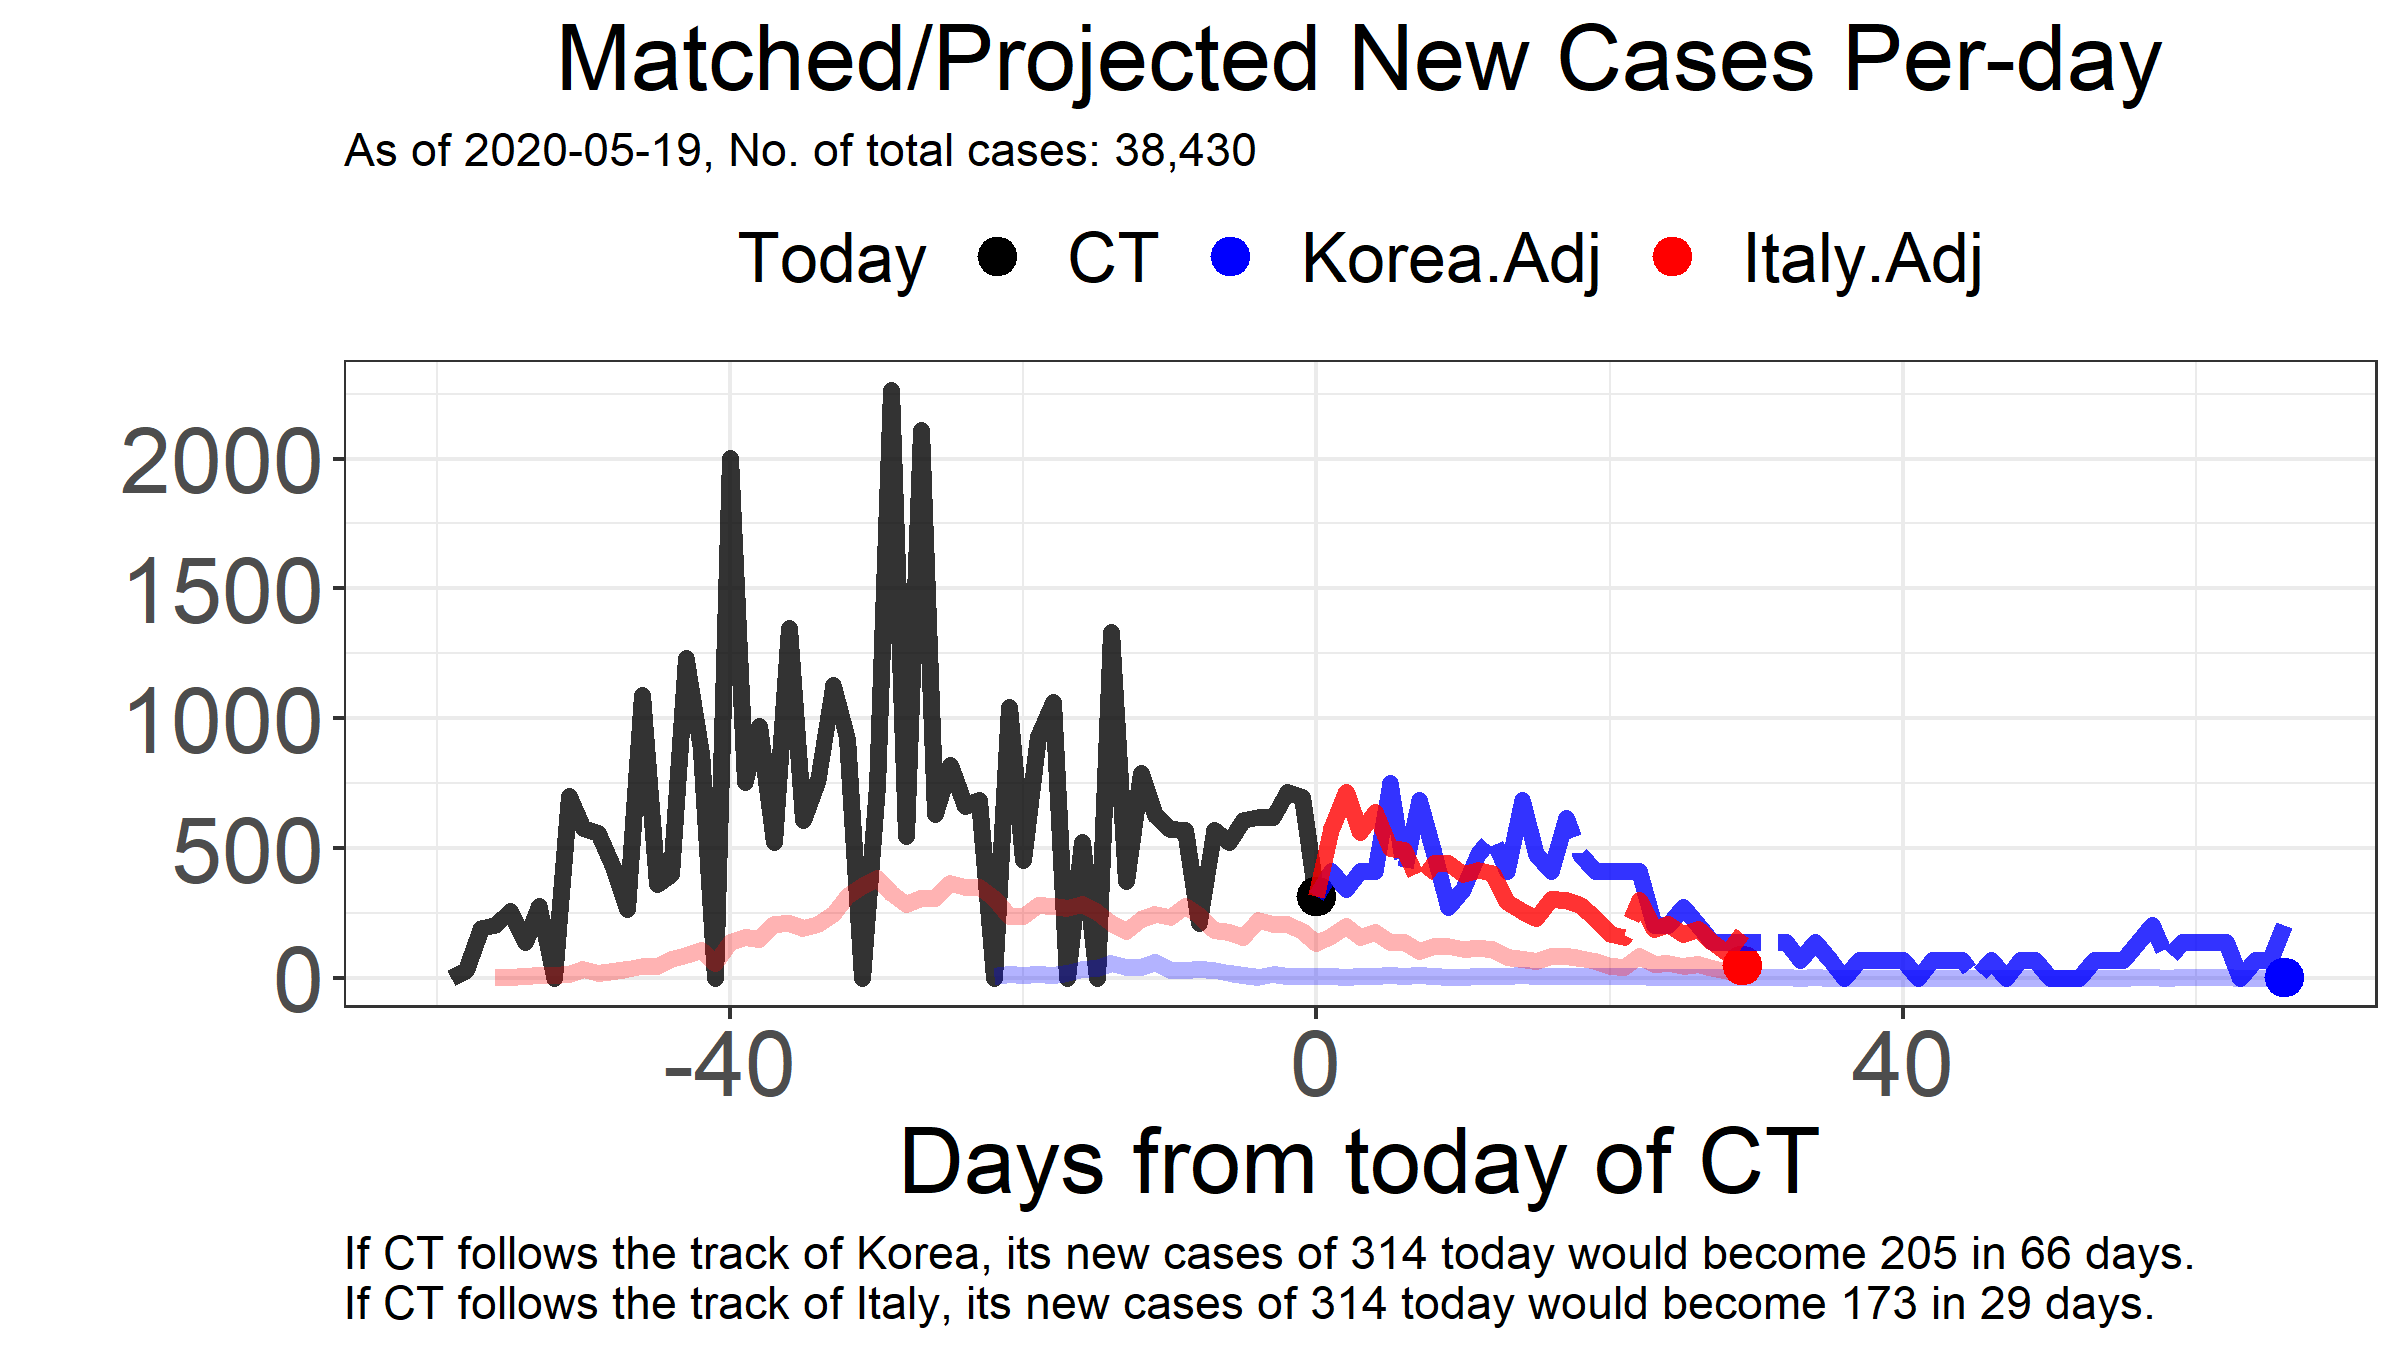 Matched/Projected New Cases Per-day
As of 2020-05-19, No. of total cases: 38,430
Today CT Korea.Adj Italy.Adj
2000
1500
1000
500
0
-40 0 40
Days from today of CT
If CT follows the track of Korea, its new cases of 314 today would become 205 in 66 days.
If CT follows the track of Italy, its new cases of 314 today would become 173 in 29 days.